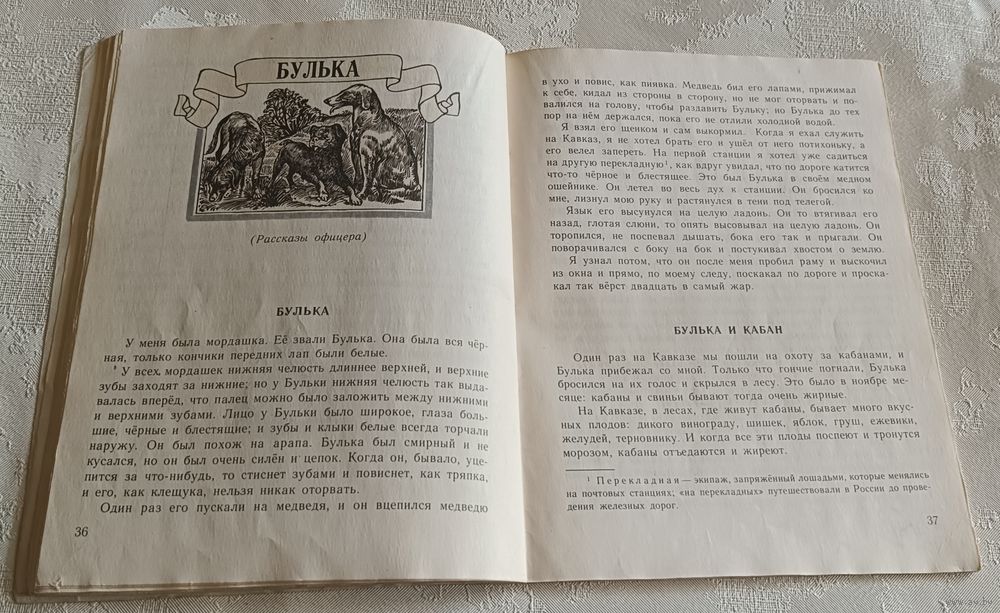 БУЛЬКА
(Рассказы офицера)
БУЛЬКА
У меня была мордашка. Её звали Булька. Она была вся чёр-
ная, только кончики передних лап были белые.
У всех мордашек нижняя челюсть длиннее верхней, и верхние
зубы заходят за нижние; но у Бульки нижняя челюсть так выда-
валась вперёд, что палец можно было заложить между нижними
и верхними зубами. Лицо у Бульки было широкое, глаза боль-
шие, чёрные и блестящие; и зубы и клыки белые всегда торчали
наружу. Он был похож на арапа. Булька был смирный и не
кусался, но он был очень силён и цепок. Когда он, бывало, уце-
пится за что-нибудь, то стиснет зубами и повиснет, как тряпка,
и его, как клещука, нельзя никак оторвать.
Один раз его пускали на медведя, и он вцепился медведю
36
в ухо и повис, как пиявка. Медведь бил его лапами, прижимал
к себе, кидал из стороны в сторону, но не мог оторвать и по-
валился на голову, чтобы раздавить Бульку; но Булька до тех
пор на нём держался, пока его не отлили холодной водой.
Я взял его щенком и сам выкормил. Когда я ехал служить
на Кавказ, я не хотел брать его и ушёл от него потихоньку, а
его велел запереть. На первой станции я хотел уже садиться
на другую перекладную¹, как вдруг увидал, что по дороге катится
что-то чёрное и блестящее. Это был Булька в своём медном
ошейнике. Он летел во весь дух к станции. Он бросился ко
мне, лизнул мою руку и растянулся в тени под телегой.
Язык его высунулся на целую ладонь. Он то втягивал его
назад, глотая слюни, то опять высовывал на целую ладонь. Он
торопился, не поспевал дышать, бока его так и прыгали. Он
поворачивался с боку на бок и постукивал хвостом о землю.
Я узнал потом, что он после меня пробил раму и выскочил
из окна и прямо, по моему следу, поскакал по дороге и проска-
кал так вёрст двадцать в самый жар.
БУЛЬКА И КАБАН
Один раз на Кавказе мы пошли на охоту за кабанами, и
Булька прибежал со мной. Только что гончие погнали, Булька
бросился на их голос и скрылся в лесу. Это было в ноябре ме-
сяце: кабаны и свиньи бывают тогда очень жирные.
На Кавказе, в лесах, где живут кабаны, бывает много вкус-
ных плодов: дикого винограду, шишек, яблок, груш, ежевики,
желудей, терновнику. И когда все эти плоды поспеют и тронутся
морозом, кабаны отъедаются и жиреют.
¹ Перекладная — экипаж, запряжённый лошадьми, которые менялись
на почтовых станциях; «на перекладных» путешествовали в России до прове-
дения железных дорог.
37
www.ay.by